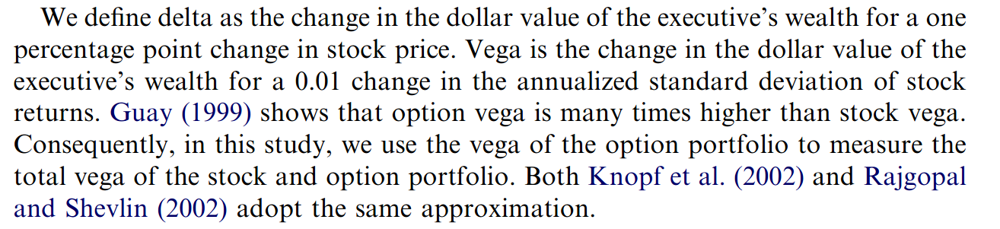 We define delta as the change in the dollar value of the executive's wealth for a one
percentage point change in stock price. Vega is the change in the dollar value of the
executive's wealth for a 0.01 change in the annualized standard deviation of stock
returns. Guay (1999) shows that option vega is many times higher than stock vega.
Consequently, in this study, we use the vega of the option portfolio to measure the
total vega of the stock and option portfolio. Both Knopf et al. (2002) and Rajgopal
and Shevlin (2002) adopt the same approximation.